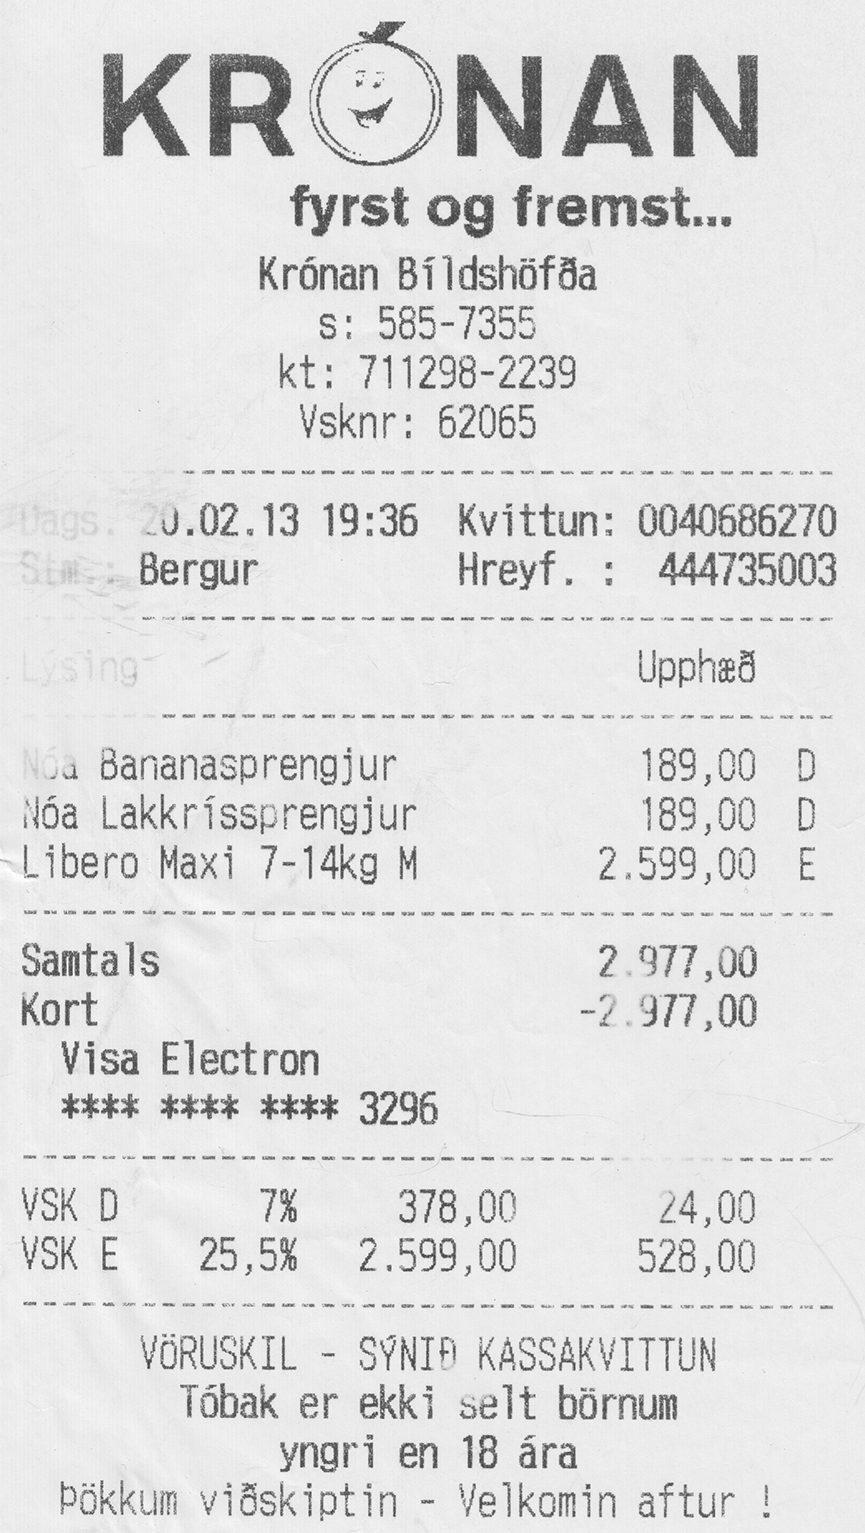 KRÓNAN
fyrst og fremst...
Krónan Bíldshöfða
s: 585-7355
kt: 711298-2239
Vsknr: 62065
Dags. 20.02.13 19:36 Kvittun: 0040686270
Stm.: Bergur Hreyf. : 444735003
Lýsing Upphæð
Nóa Bananasprengjur 189,00 D
Nóa Lakkríssprengjur 189,00 D
Libero Maxi 7-14kg M 2.599,00 E
Samtals 2.977,00
Kort -2.977,00
Visa Electron
**** **** **** 3296
VSK D 7% 378,00 24,00
VSK E 25,5% 2.599,00 528,00
VÖRUSKIL - SÝNIÐ KASSAKVITTUN
Tóbak er ekki selt börnum
yngri en 18 ára
Þökkum viðskiptin - Velkomin aftur !